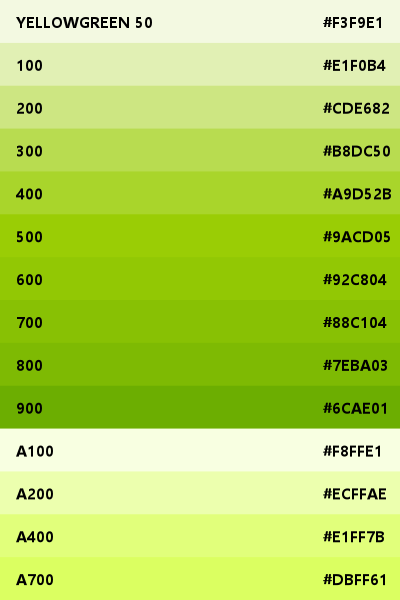 YELLOWGREEN 50 #F3F9E1
100 #E1F0B4
200 #CDE682
300 #B8DC50
400 #A9D52B
500 #9ACD05
600 #92C804
700 #88C104
800 #7EBA03
900 #6CAE01
A100 #F8FFE1
A200 #ECFFAE
A400 #E1FF7B
A700 #DBFF61